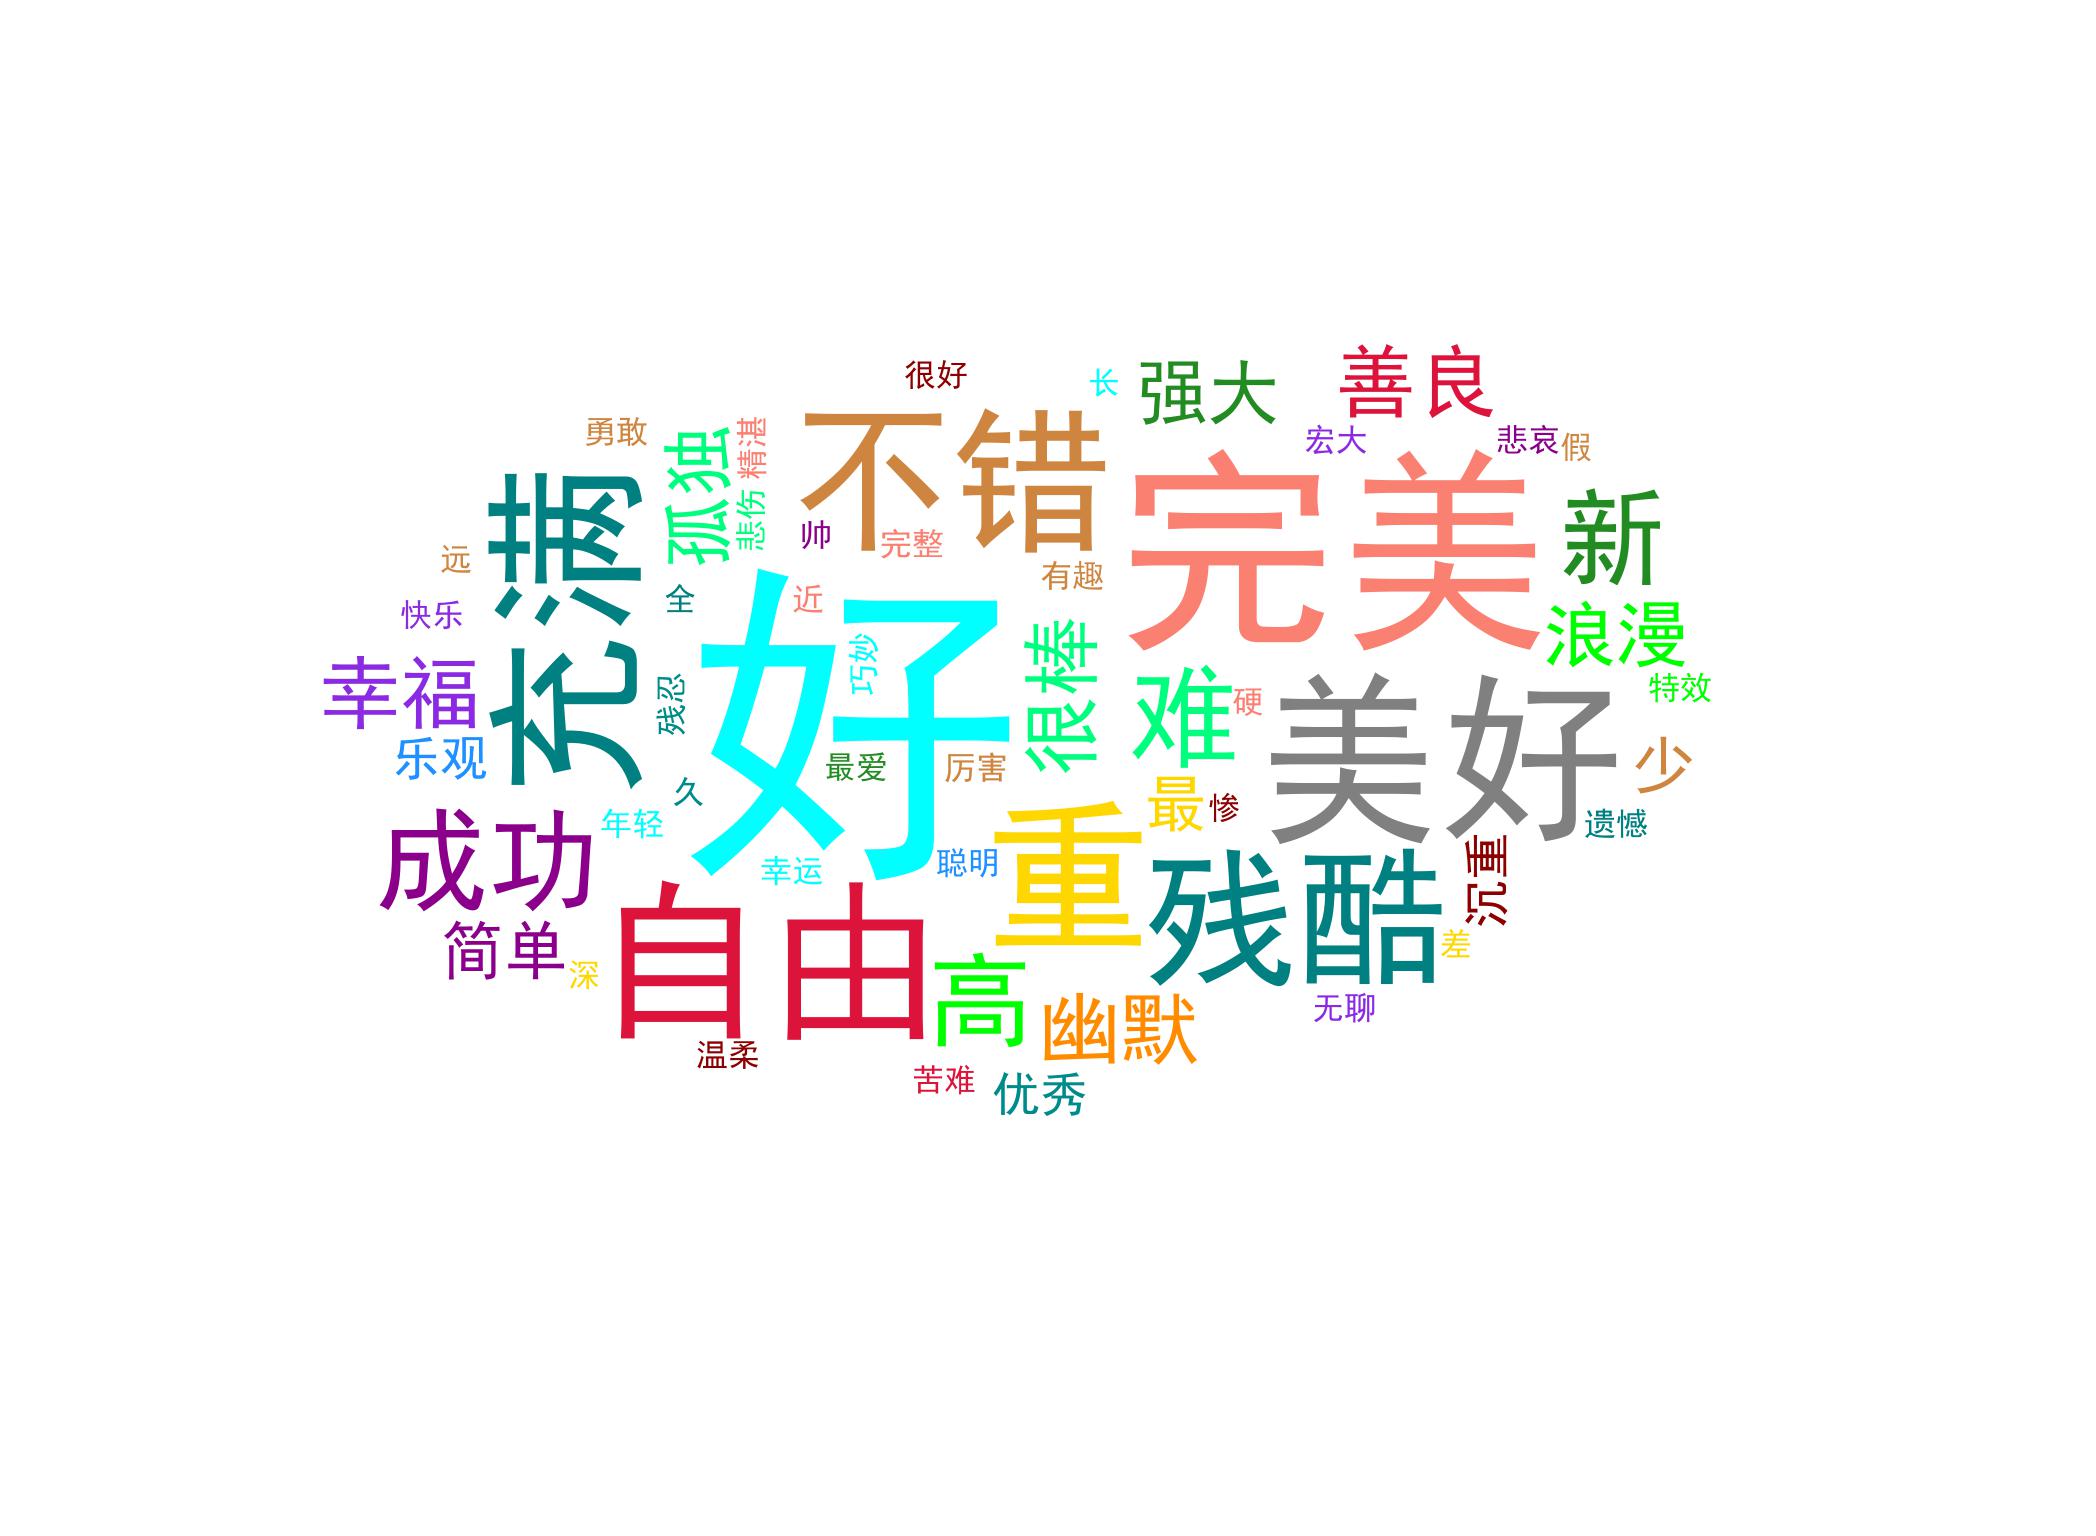 善良
很好
强大
长
勇敢
宏大
悲哀
假
精湛
孤独
不错
完美
悲伤
帅
完整
新
充满
远
有趣
全
近
快乐
浪漫
好
巧妙
很棒
幸福
残忍
难
硬
特效
美好
乐观
最爱
厉害
少
久
最
惨
年轻
遗憾
成功
幸运
聪明
重
残酷
沉重
简单
深
自由
差
高
幽默
无聊
温柔
苦难
优秀